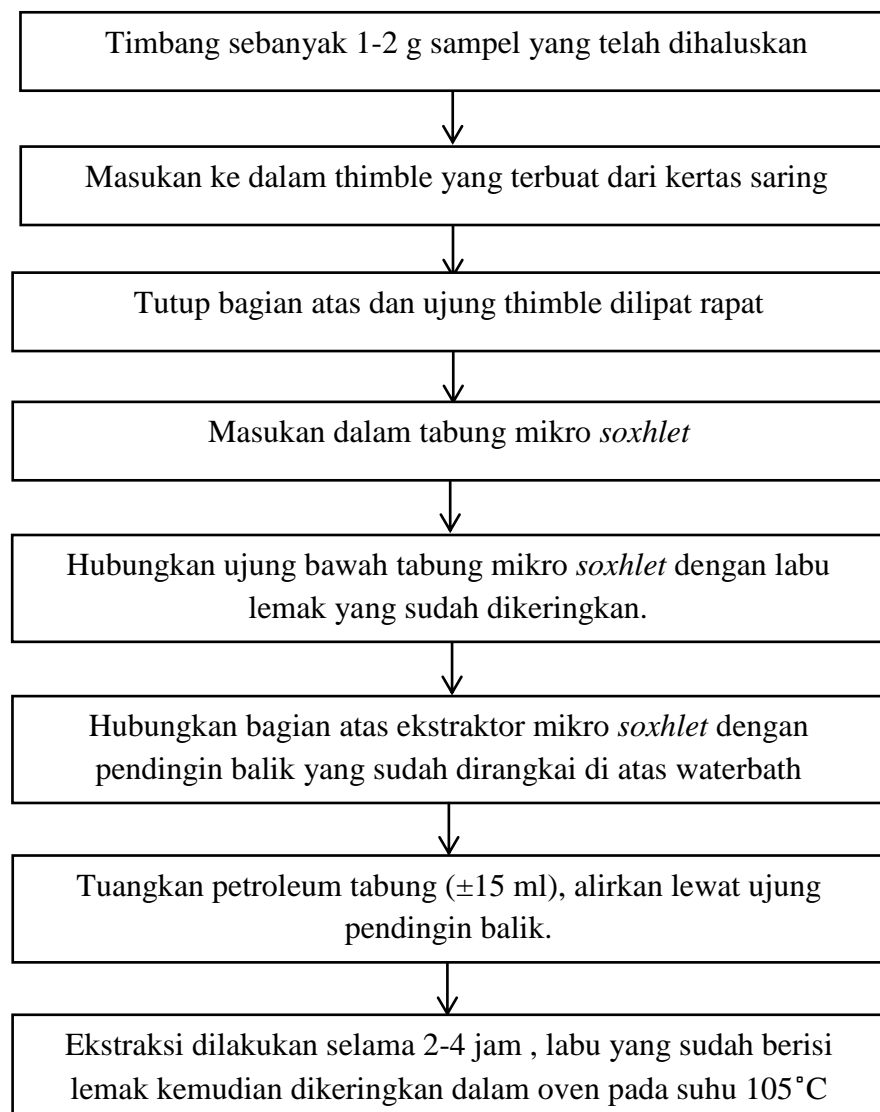 Timbang sebanyak 1-2 g sampel yang telah dihaluskan
Masukan ke dalam thimble yang terbuat dari kertas saring
Tutup bagian atas dan ujung thimble dilipat rapat
Masukan dalam tabung mikro soxhlet
Hubungkan ujung bawah tabung mikro soxhlet dengan labu
lemak yang sudah dikeringkan.
Hubungkan bagian atas ekstraktor mikro soxhlet dengan
pendingin balik yang sudah dirangkai di atas waterbath
Tuangkan petroleum tabung (±15 ml), alirkan lewat ujung
pendingin balik.
Ekstraksi dilakukan selama 2-4 jam , labu yang sudah berisi
lemak kemudian dikeringkan dalam oven pada suhu 105˚C